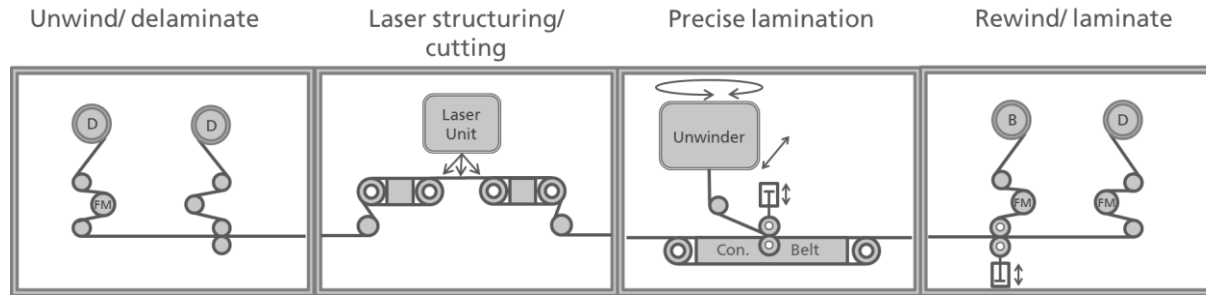 Unwind/ delaminate
Laser structuring/
cutting
Precise lamination
Rewind/ laminate
D
D
FM
Laser
Unit
Unwinder
Con. Belt
B
D
FM
FM